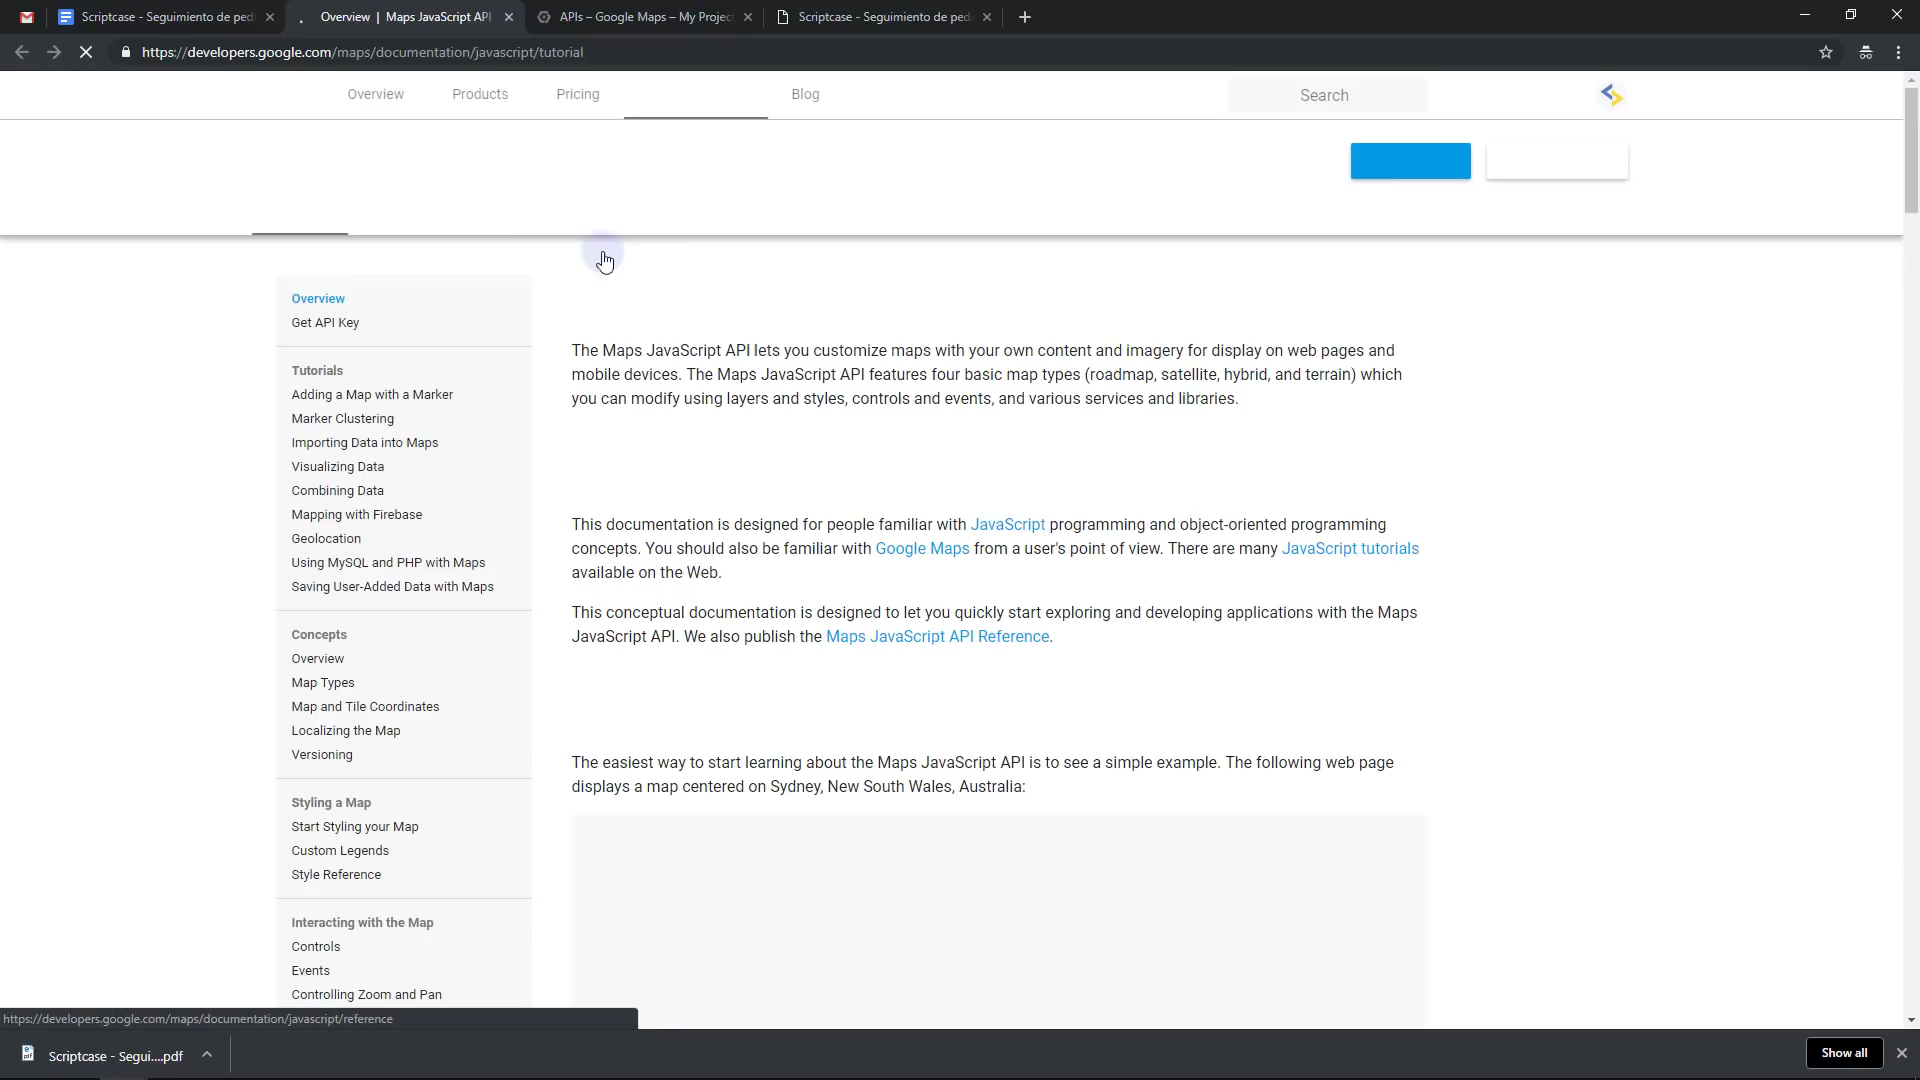 Scriptcase - Seguimiento de ped
Overview | Maps JavaScript API
APIs – Google Maps – My Projec
Scriptcase - Seguimiento de ped
https://developers.google.com/maps/documentation/javascript/tutorial
Overview
Products
Pricing
Blog
Search
Overview
Get API Key
Tutorials
Adding a Map with a Marker
Marker Clustering
Importing Data into Maps
Visualizing Data
Combining Data
Mapping with Firebase
Geolocation
Using MySQL and PHP with Maps
Saving User-Added Data with Maps
Concepts
Overview
Map Types
Map and Tile Coordinates
Localizing the Map
Versioning
Styling a Map
Start Styling your Map
Custom Legends
Style Reference
Interacting with the Map
Controls
Events
Controlling Zoom and Pan
The Maps JavaScript API lets you customize maps with your own content and imagery for display on web pages and
mobile devices. The Maps JavaScript API features four basic map types (roadmap, satellite, hybrid, and terrain) which
you can modify using layers and styles, controls and events, and various services and libraries.
This documentation is designed for people familiar with JavaScript programming and object-oriented programming
concepts. You should also be familiar with Google Maps from a user's point of view. There are many JavaScript tutorials
available on the Web.
This conceptual documentation is designed to let you quickly start exploring and developing applications with the Maps
JavaScript API. We also publish the Maps JavaScript API Reference.
The easiest way to start learning about the Maps JavaScript API is to see a simple example. The following web page
displays a map centered on Sydney, New South Wales, Australia:
https://developers.google.com/maps/documentation/javascript/reference
Scriptcase - Segui....pdf
Show all